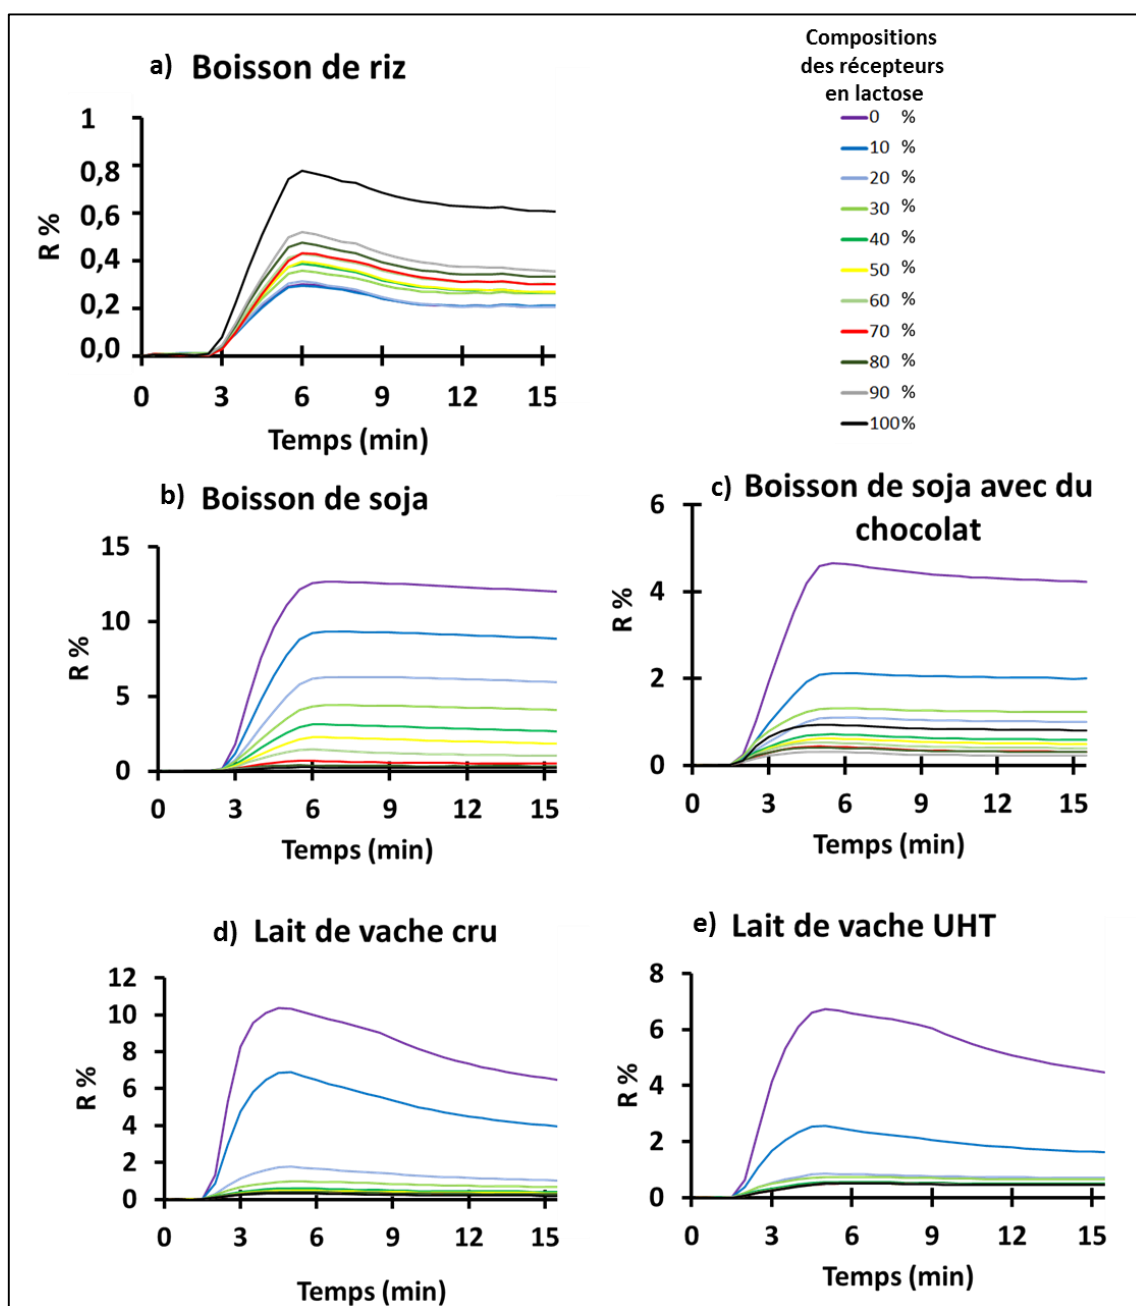 a) Boisson de riz
1
0,8
0,6
0,4
0,2
0,0
R %
0 3 6 9 12 15
Temps (min)
Compositions
des récepteurs
en lactose
0 %
10 %
20 %
30 %
40 %
50 %
60 %
70 %
80 %
90 %
100%
b) Boisson de soja
15
10
5
0
R %
0 3 6 9 12 15
Temps (min)
c) Boisson de soja avec du
chocolat
6
4
2
0
R %
0 3 6 9 12 15
Temps (min)
d) Lait de vache cru
12
10
8
6
4
2
0
R %
0 3 6 9 12 15
Temps (min)
e) Lait de vache UHT
8
6
4
2
0
R %
0 3 6 9 12 15
Temps (min)